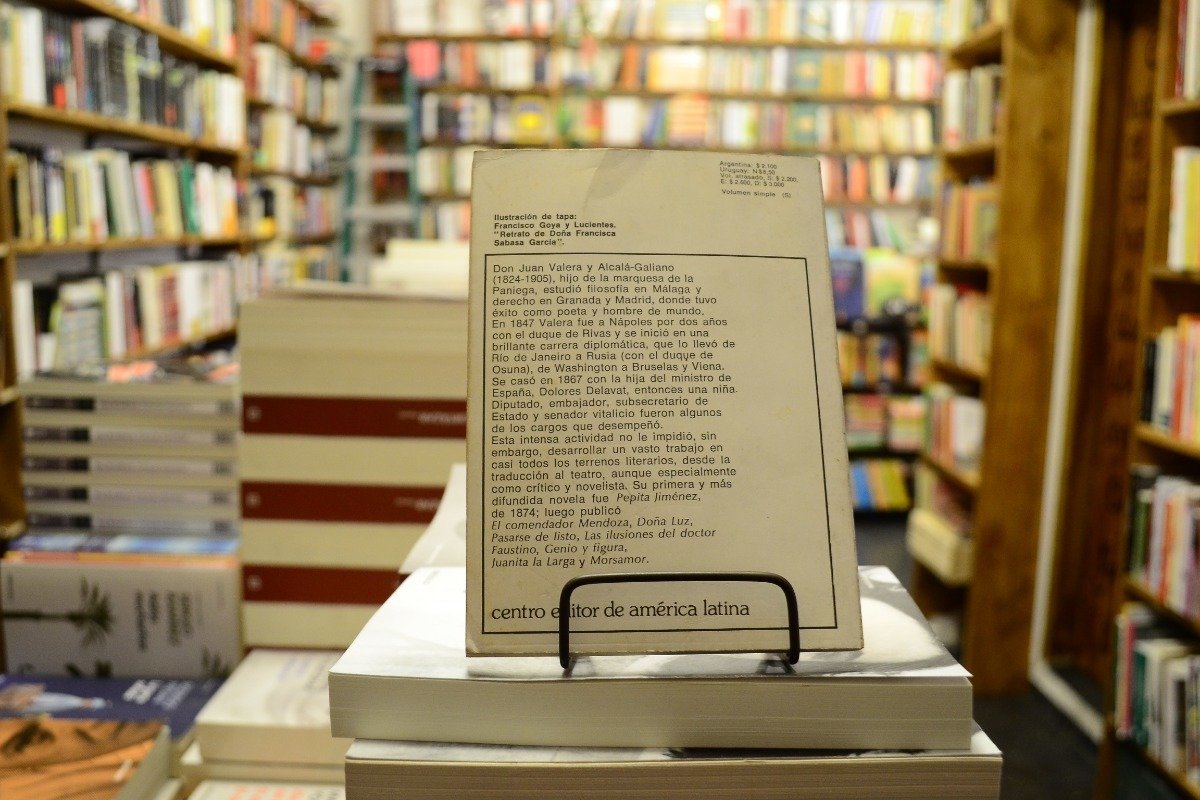 Argentina: $ 2.100
Uruguay: N$ 8,50
Vol. atrasado, S: $ 2.200,
E: $ 2.600, D: $ 3.000
Volumen simple (S)
Ilustración de tapa:
Francisco Goya y Lucientes,
"Retrato de Doña Francisca
Sabasa García".
Don Juan Valera y Alcalá-Galiano
(1824-1905), hijo de la marquesa de la
Paniega, estudió filosofía en Málaga y
derecho en Granada y Madrid, donde tuvo
éxito como poeta y hombre de mundo.
En 1847 Valera fue a Nápoles por dos años
con el duque de Rivas y se inició en una
brillante carrera diplomática, que lo llevó de
Río de Janeiro a Rusia (con el duqye de
Osuna), de Washington a Bruselas y Viena.
Se casó en 1867 con la hija del ministro de
España, Dolores Delavat, entonces una niña.
Diputado, embajador, subsecretario de
Estado y senador vitalicio fueron algunos
de los cargos que desempeñó.
Esta intensa actividad no le impidió, sin
embargo, desarrollar un vasto trabajo en
casi todos los terrenos literarios, desde la
traducción al teatro, aunque especialmente
como crítico y novelista. Su primera y más
difundida novela fue Pepita Jiménez,
de 1874; luego publicó
El comendador Mendoza, Doña Luz,
Pasarse de listo, Las ilusiones del doctor
Faustino, Genio y figura,
Juanita la Larga y Morsamor.
centro editor de américa latina